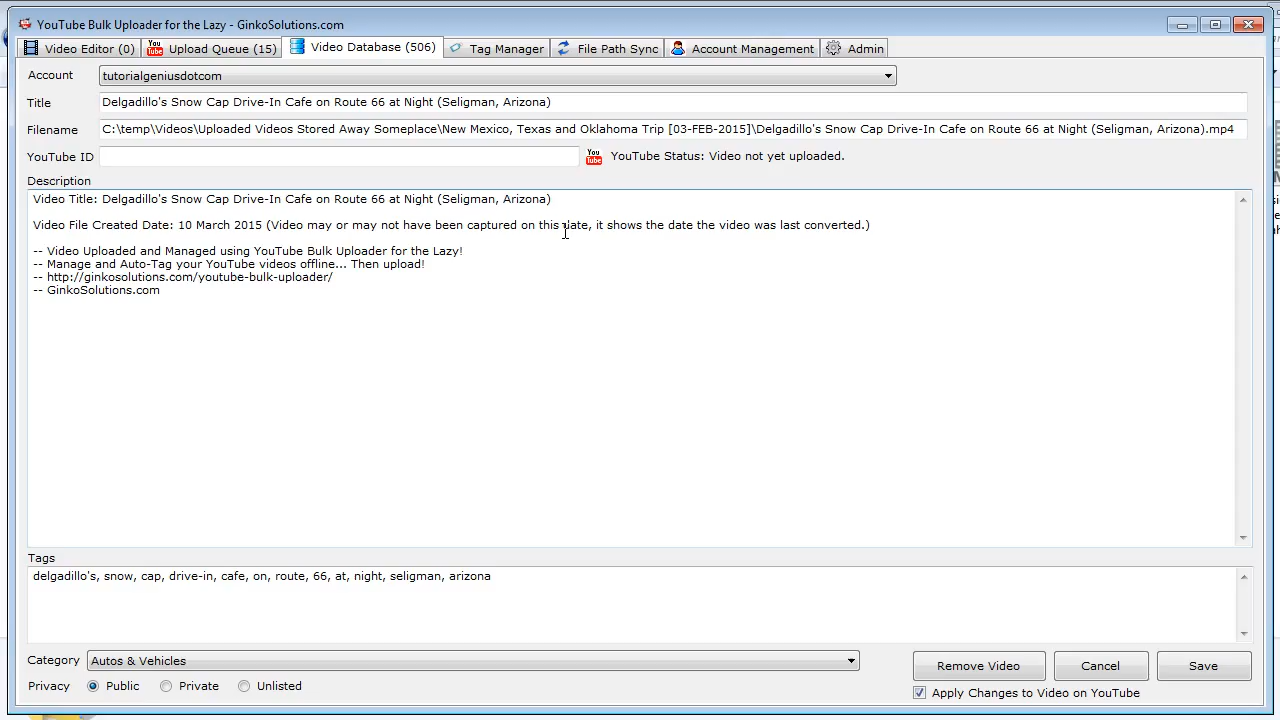 YouTube Bulk Uploader for the Lazy - GinkoSolutions.com
Video Editor (0) Upload Queue (15) Video Database (506) Tag Manager File Path Sync Account Management Admin
Account tutorialgeniusdotcom
Title Delgadillo's Snow Cap Drive-In Cafe on Route 66 at Night (Seligman, Arizona)
Filename C:\temp\Videos\Uploaded Videos Stored Away Someplace\New Mexico, Texas and Oklahoma Trip [03-FEB-2015]\Delgadillo's Snow Cap Drive-In Cafe on Route 66 at Night (Seligman, Arizona).mp4
YouTube ID You Tube YouTube Status: Video not yet uploaded.
Description
Video Title: Delgadillo's Snow Cap Drive-In Cafe on Route 66 at Night (Seligman, Arizona)
Video File Created Date: 10 March 2015 (Video may or may not have been captured on this date, it shows the date the video was last converted.)
-- Video Uploaded and Managed using YouTube Bulk Uploader for the Lazy!
-- Manage and Auto-Tag your YouTube videos offline... Then upload!
-- http://ginkosolutions.com/youtube-bulk-uploader/
-- GinkoSolutions.com
Tags
delgadillo's, snow, cap, drive-in, cafe, on, route, 66, at, night, seligman, arizona
Category Autos & Vehicles
Remove Video Cancel Save
Privacy Public Private Unlisted
Apply Changes to Video on YouTube